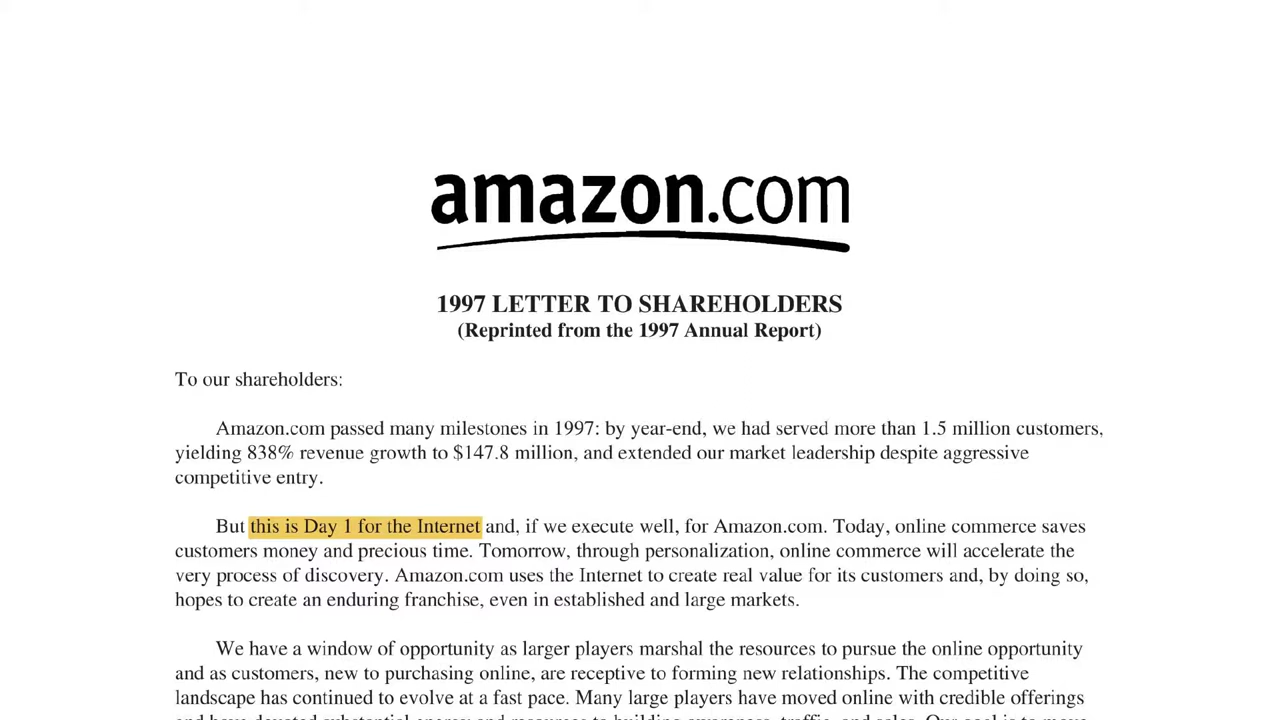 amazon.com
1997 LETTER TO SHAREHOLDERS
(Reprinted from the 1997 Annual Report)
To our shareholders:
Amazon.com passed many milestones in 1997: by year-end, we had served more than 1.5 million customers,
yielding 838% revenue growth to $147.8 million, and extended our market leadership despite aggressive
competitive entry.
But this is Day 1 for the Internet and, if we execute well, for Amazon.com. Today, online commerce saves
customers money and precious time. Tomorrow, through personalization, online commerce will accelerate the
very process of discovery. Amazon.com uses the Internet to create real value for its customers and, by doing so,
hopes to create an enduring franchise, even in established and large markets.
We have a window of opportunity as larger players marshal the resources to pursue the online opportunity
and as customers, new to purchasing online, are receptive to forming new relationships. The competitive
landscape has continued to evolve at a fast pace. Many large players have moved online with credible offerings